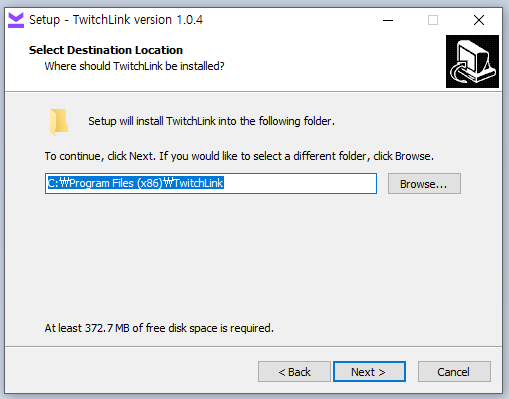 Setup - TwitchLink version 1.0.4
Select Destination Location
Where should TwitchLink be installed?
Setup will install TwitchLink into the following folder.
To continue, click Next. If you would like to select a different folder, click Browse.
C:₩Program Files (x86)₩TwitchLink
Browse...
At least 372.7 MB of free disk space is required.
< Back
Next >
Cancel